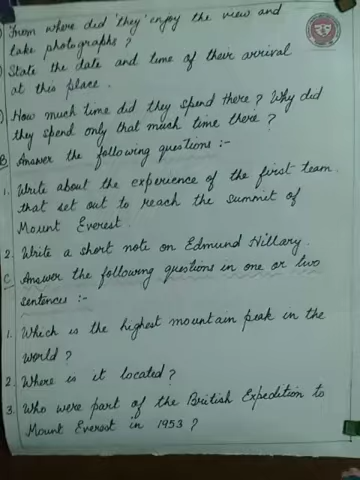 From where did 'they' enjoy the view and
take photographs?
State the date and time of their arrival
at this place.
How much time did they spend there? Why did
they spend only that much time there?
B Answer the following questions :-
1. Write about the experience of the first team
that set out to reach the summit of
Mount Everest.
2. Write a short note on Edmund Hillary.
C Answer the following questions in one or two
sentences :-
1. Which is the highest mountain peak in the
world?
2. Where is it located?
3. Who were part of the British Expedition to
Mount Everest in 1953?